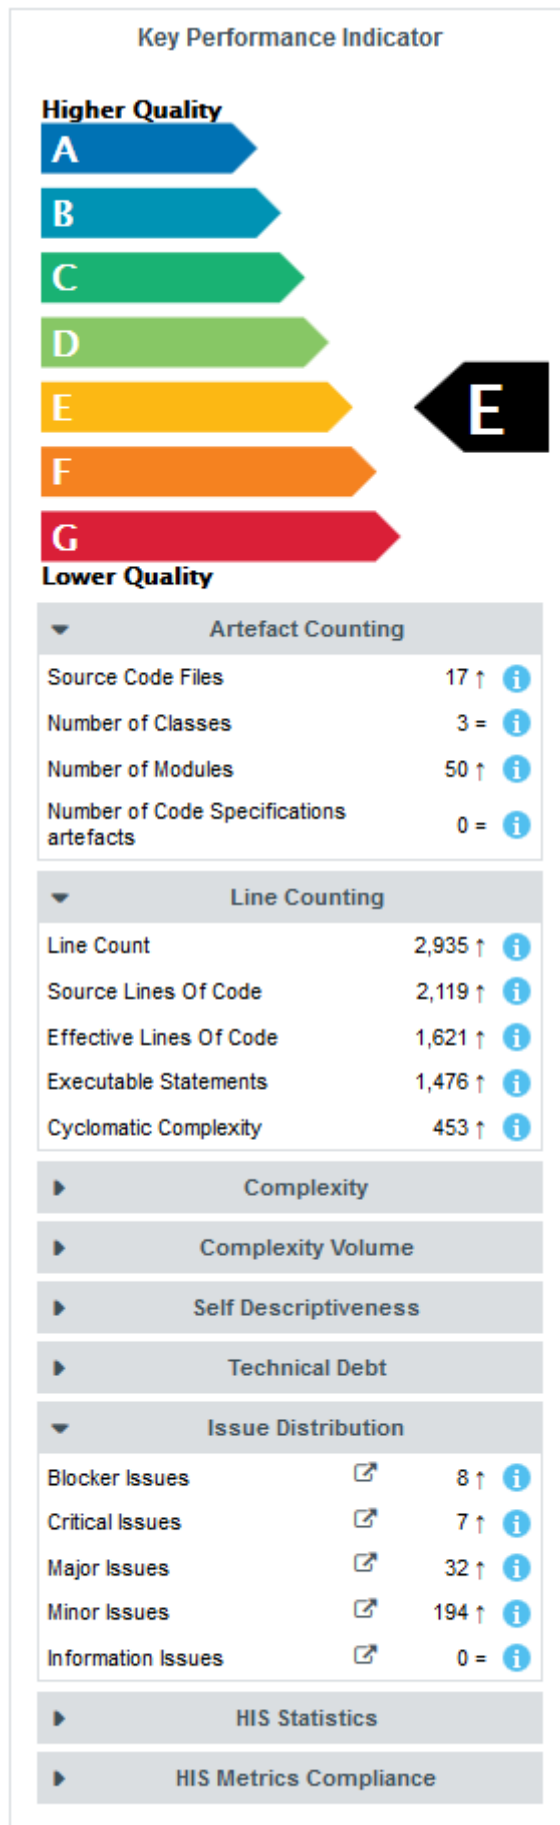 Key Performance Indicator
Higher Quality
A
B
C
D
E
E
F
G
Lower Quality
Artefact Counting
Source Code Files 17 ↑
Number of Classes 3 =
Number of Modules 50 ↑
Number of Code Specifications
artefacts 0 =
Line Counting
Line Count 2,935 ↑
Source Lines Of Code 2,119 ↑
Effective Lines Of Code 1,621 ↑
Executable Statements 1,476 ↑
Cyclomatic Complexity 453 ↑
Complexity
Complexity Volume
Self Descriptiveness
Technical Debt
Issue Distribution
Blocker Issues 8 ↑
Critical Issues 7 ↑
Major Issues 32 ↑
Minor Issues 194 ↑
Information Issues 0 =
HIS Statistics
HIS Metrics Compliance